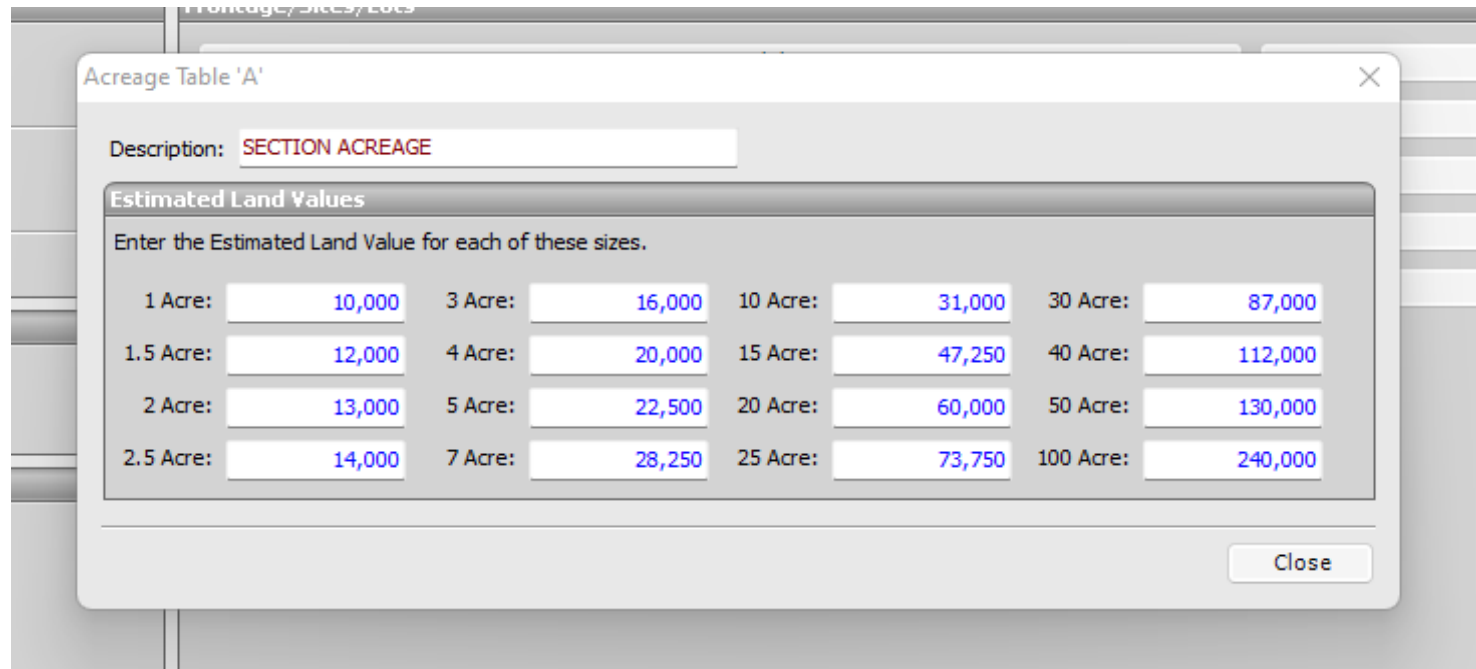 Frontage/Sites/Lots
Acreage Table 'A'
Description: SECTION ACREAGE
Estimated Land Values
Enter the Estimated Land Value for each of these sizes.
1 Acre: 10,000 3 Acre: 16,000 10 Acre: 31,000 30 Acre: 87,000
1.5 Acre: 12,000 4 Acre: 20,000 15 Acre: 47,250 40 Acre: 112,000
2 Acre: 13,000 5 Acre: 22,500 20 Acre: 60,000 50 Acre: 130,000
2.5 Acre: 14,000 7 Acre: 28,250 25 Acre: 73,750 100 Acre: 240,000
Close